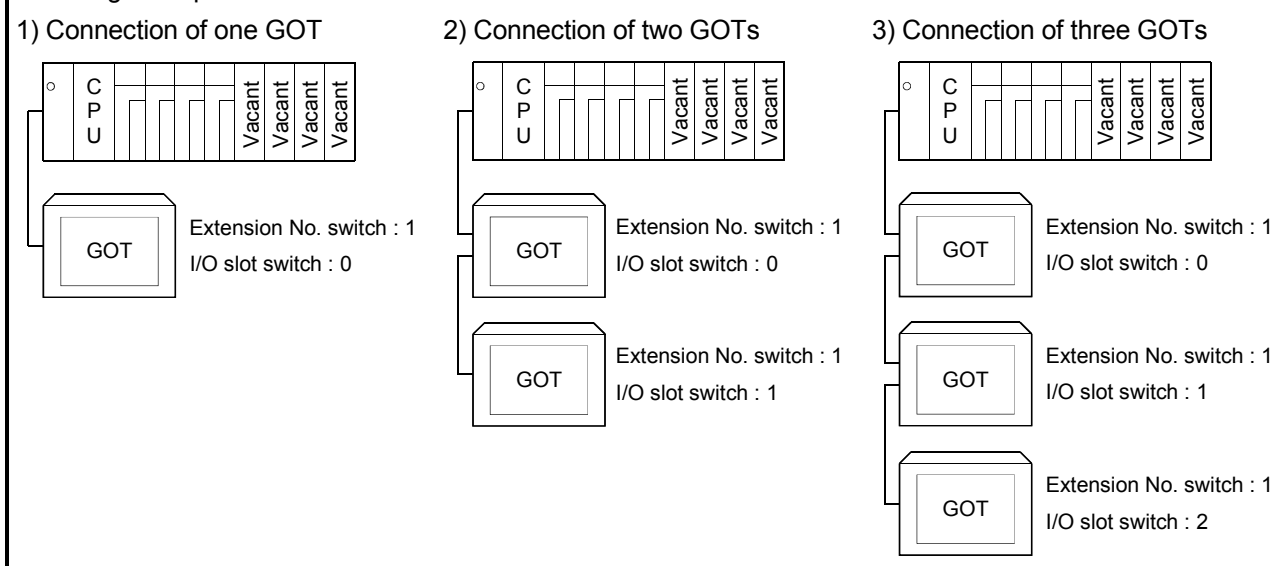 1) Connection of one GOT
CPU
Vacant
Vacant
Vacant
Vacant
GOT
Extension No. switch : 1
I/O slot switch : 0
2) Connection of two GOTs
CPU
Vacant
Vacant
Vacant
Vacant
GOT
Extension No. switch : 1
I/O slot switch : 0
GOT
Extension No. switch : 1
I/O slot switch : 1
3) Connection of three GOTs
CPU
Vacant
Vacant
Vacant
Vacant
GOT
Extension No. switch : 1
I/O slot switch : 0
GOT
Extension No. switch : 1
I/O slot switch : 1
GOT
Extension No. switch : 1
I/O slot switch : 2